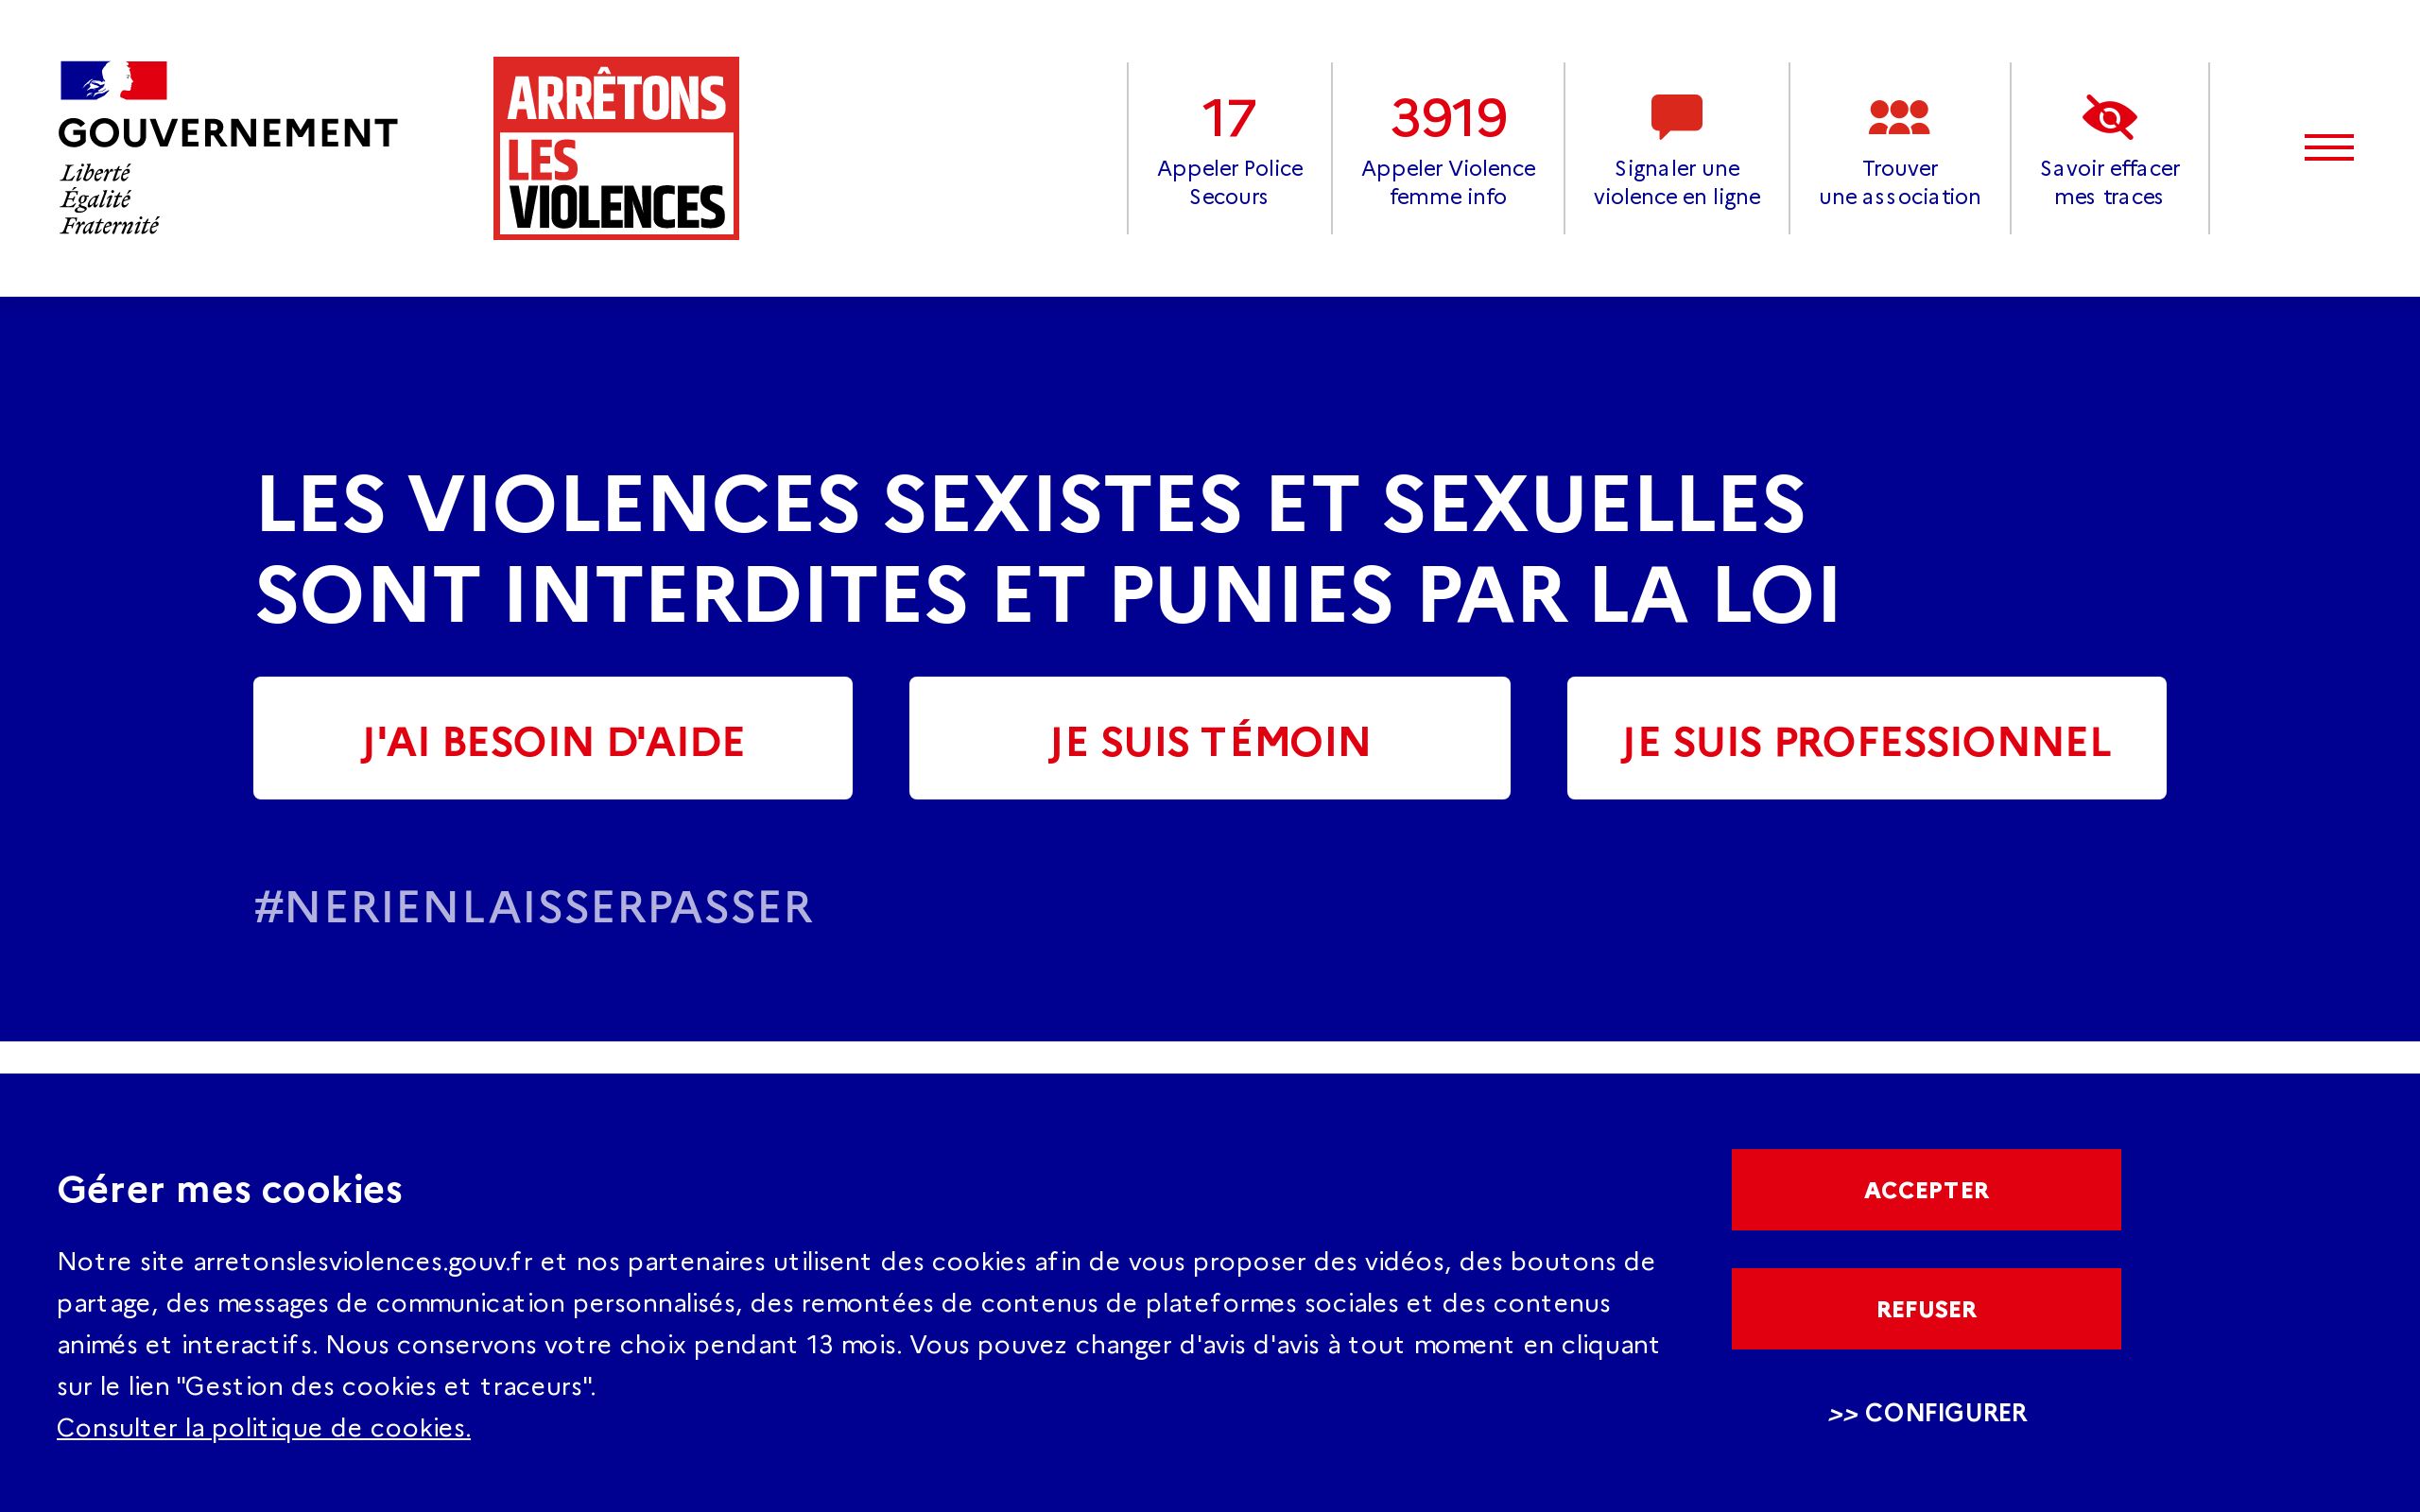 GOUVERNEMENT
Liberté
Égalité
Fraternité
ARRÊTONS
LES
VIOLENCES
17
Appeler Police
Secours
3919
Appeler Violence
femme info
Signaler une
violence en ligne
Trouver
une association
Savoir effacer
mes traces
LES VIOLENCES SEXISTES ET SEXUELLES
SONT INTERDITES ET PUNIES PAR LA LOI
J'AI BESOIN D'AIDE
JE SUIS TÉMOIN
JE SUIS PROFESSIONNEL
#NERIENLAISSERPASSER
Gérer mes cookies
Notre site arretonslesviolences.gouv.fr et nos partenaires utilisent des cookies afin de vous proposer des vidéos, des boutons de
partage, des messages de communication personnalisés, des remontées de contenus de plateformes sociales et des contenus
animés et interactifs. Nous conservons votre choix pendant 13 mois. Vous pouvez changer d'avis d'avis à tout moment en cliquant
sur le lien "Gestion des cookies et traceurs".
Consulter la politique de cookies.
ACCEPTER
REFUSER
>> CONFIGURER